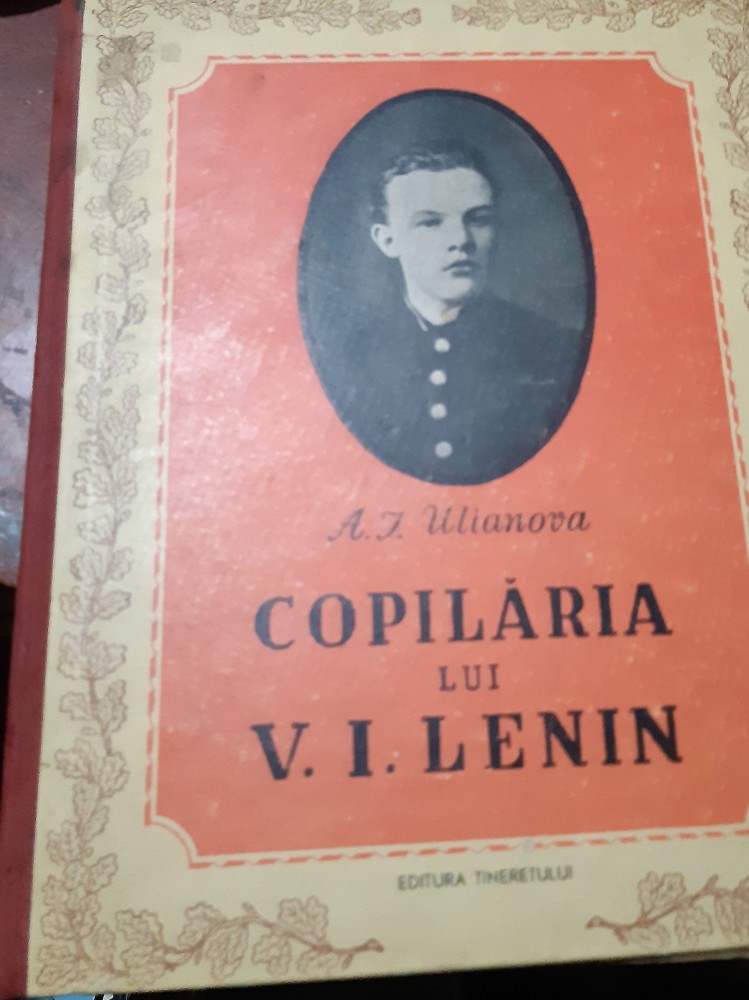 A. I. Ulianova
COPILĂRIA
LUI
V. I. LENIN
EDITURA TINERETULUI